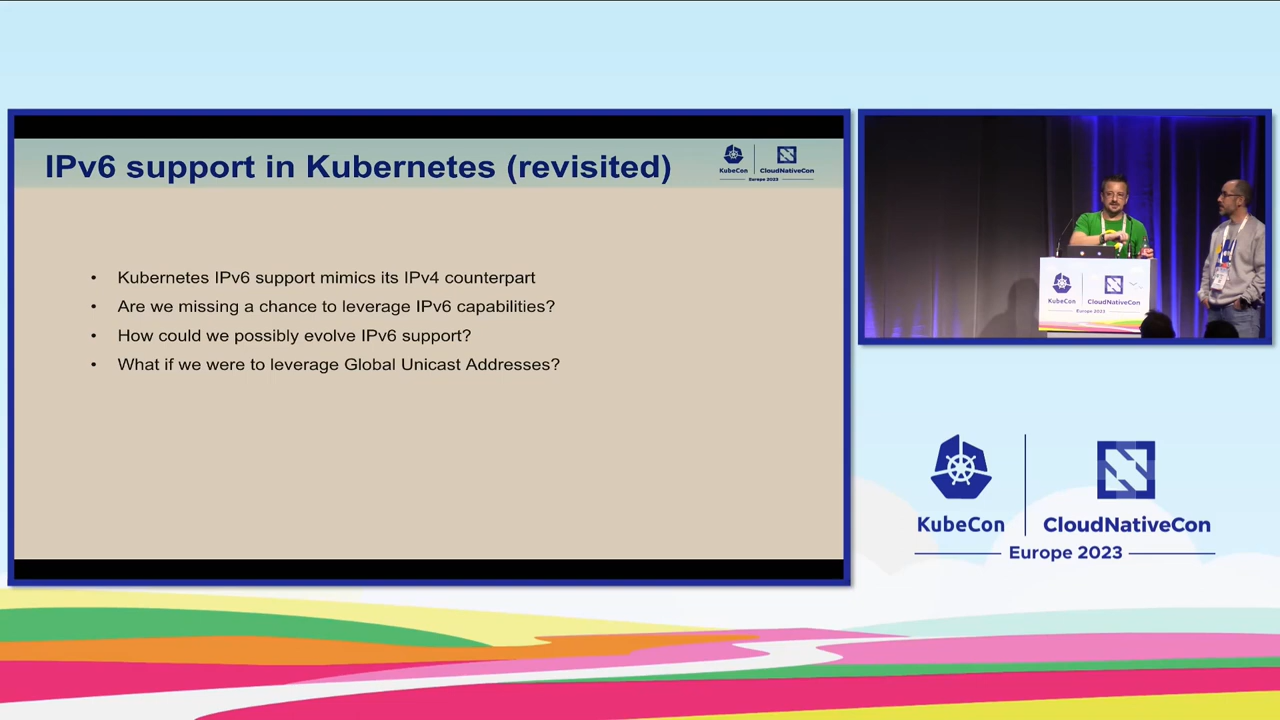 IPv6 support in Kubernetes (revisited)
KubeCon
CloudNativeCon
Europe 2023
• Kubernetes IPv6 support mimics its IPv4 counterpart
• Are we missing a chance to leverage IPv6 capabilities?
• How could we possibly evolve IPv6 support?
• What if we were to leverage Global Unicast Addresses?
KubeCon
CloudNativeCon
Europe 2023
KubeCon
CloudNativeCon
Europe 2023